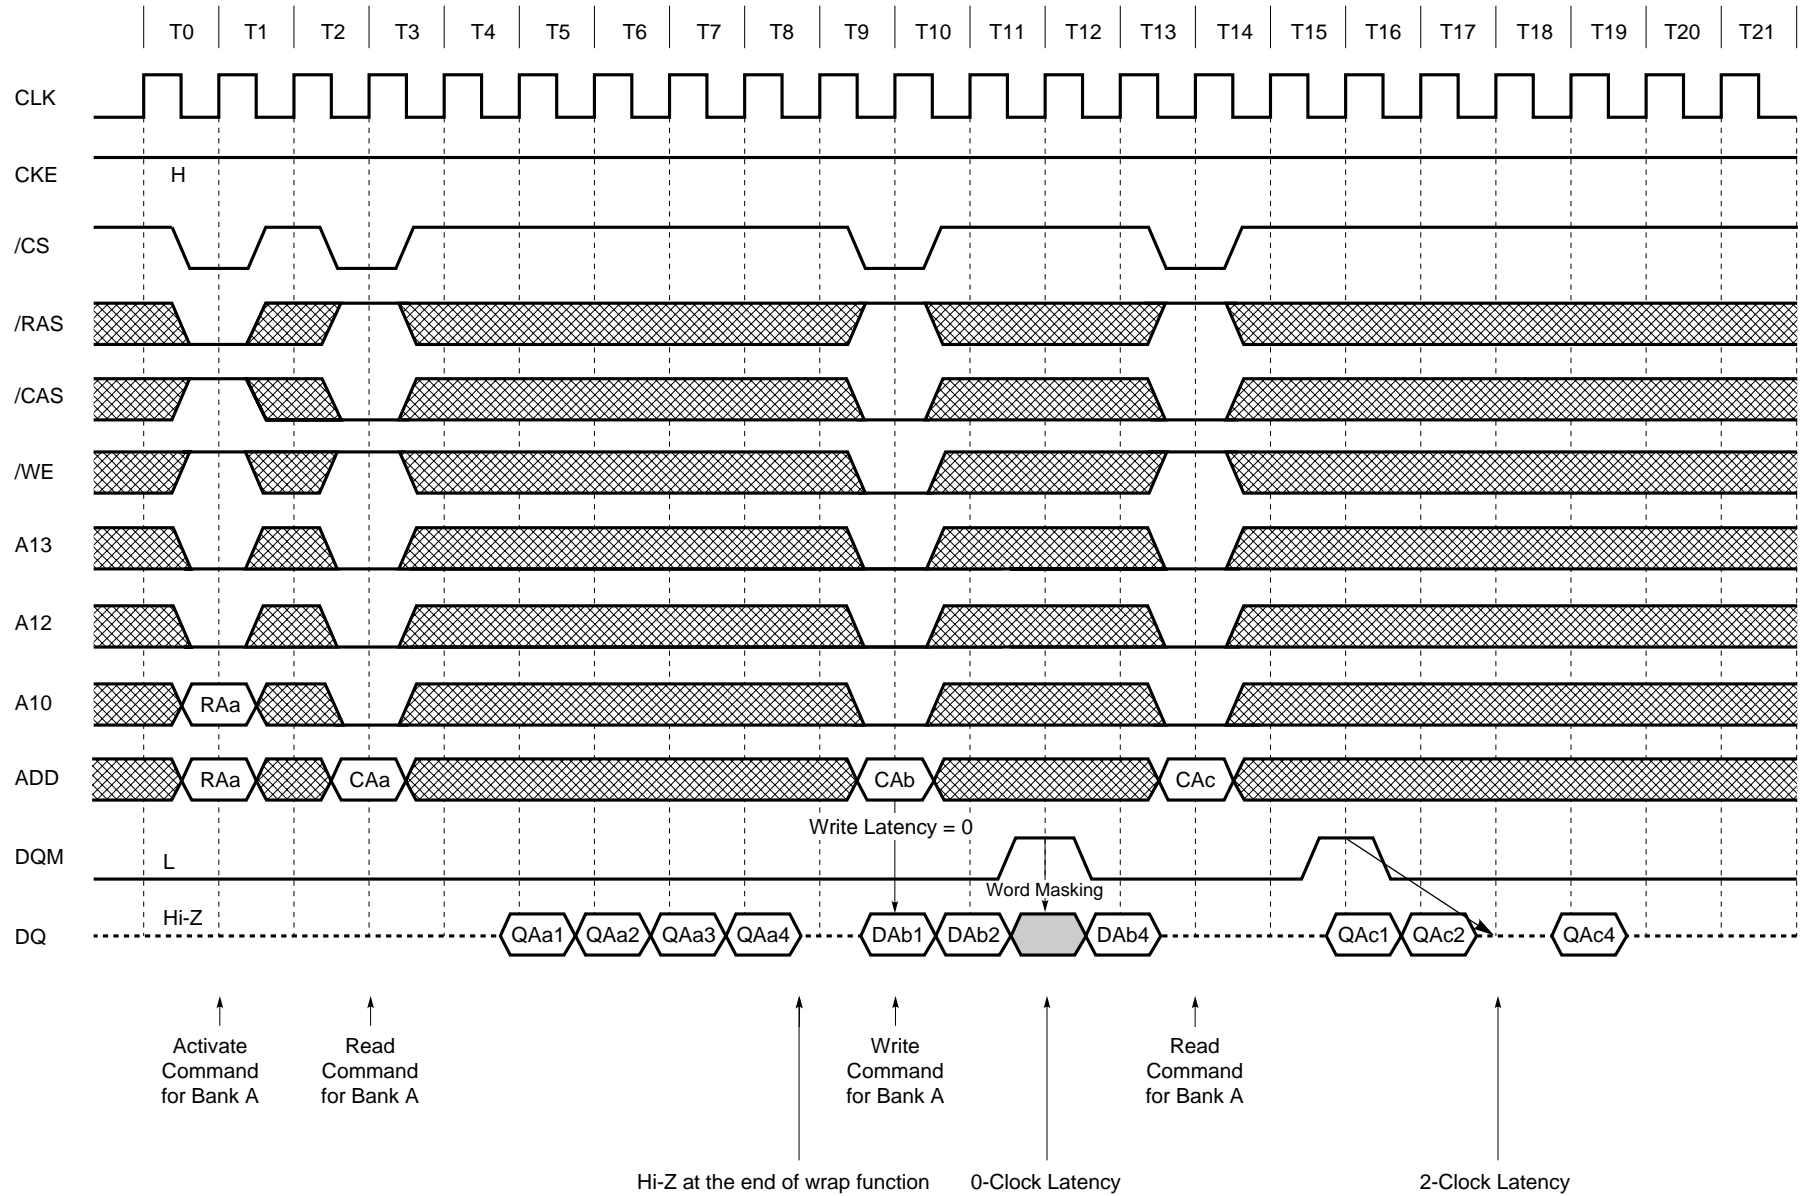 T0 T1 T2 T3 T4 T5 T6 T7 T8 T9 T10 T11 T12 T13 T14 T15 T16 T17 T18 T19 T20 T21
CLK
CKE H
/CS
/RAS
/CAS
/WE
A13
A12
A10 RAa
ADD RAa CAa CAb CAc
Write Latency = 0
DQM L
Word Masking
Hi-Z
DQ QAa1 QAa2 QAa3 QAa4 DAb1 DAb2 DAb4 QAc1 QAc2 QAc4
Activate
Command
for Bank A
Read
Command
for Bank A
Write
Command
for Bank A
Read
Command
for Bank A
Hi-Z at the end of wrap function
0-Clock Latency
2-Clock Latency